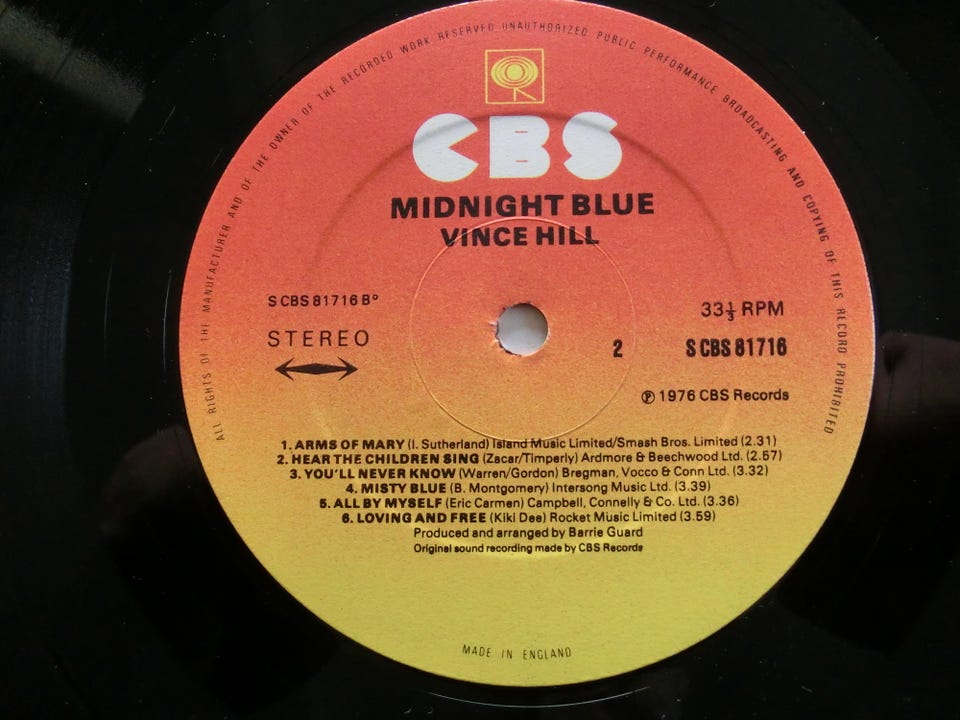 ALL RIGHTS OF THE MANUFACTURER AND OF THE OWNER OF THE RECORDED WORK RESERVED UNAUTHORIZED PUBLIC PERFORMANCE BROADCASTING AND COPYING OF THIS RECORD PROHIBITED
CBS
MIDNIGHT BLUE
VINCE HILL
S CBS 81716 B°
STEREO
33⅓ RPM
2 S CBS 81716
℗ 1976 CBS Records
1. ARMS OF MARY (I. Sutherland) Island Music Limited/Smash Bros. Limited (2.31)
2. HEAR THE CHILDREN SING (Zacar/Timperly) Ardmore & Beechwood Ltd. (2.57)
3. YOU'LL NEVER KNOW (Warren/Gordon) Bregman, Vocco & Conn Ltd. (3.32)
4. MISTY BLUE (B. Montgomery) Intersong Music Ltd. (3.39)
5. ALL BY MYSELF (Eric Carmen) Campbell, Connelly & Co. Ltd. (3.36)
6. LOVING AND FREE (Kiki Dee) Rocket Music Limited (3.59)
Produced and arranged by Barrie Guard
Original sound recording made by CBS Records
MADE IN ENGLAND